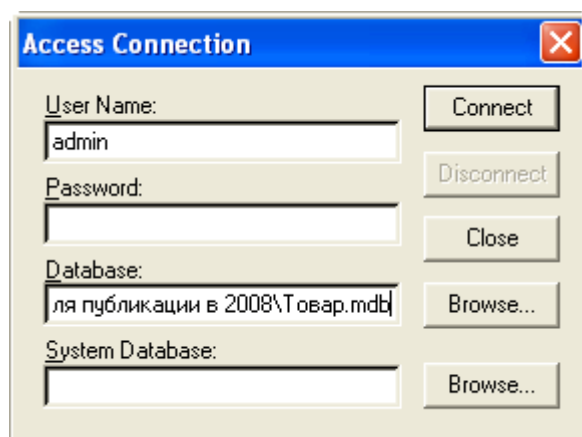 Access Connection
User Name:
Connect
admin
Disconnect
Password:
Close
Database:
ля публикации в 2008\Товар.mdb
Browse...
System Database:
Browse...